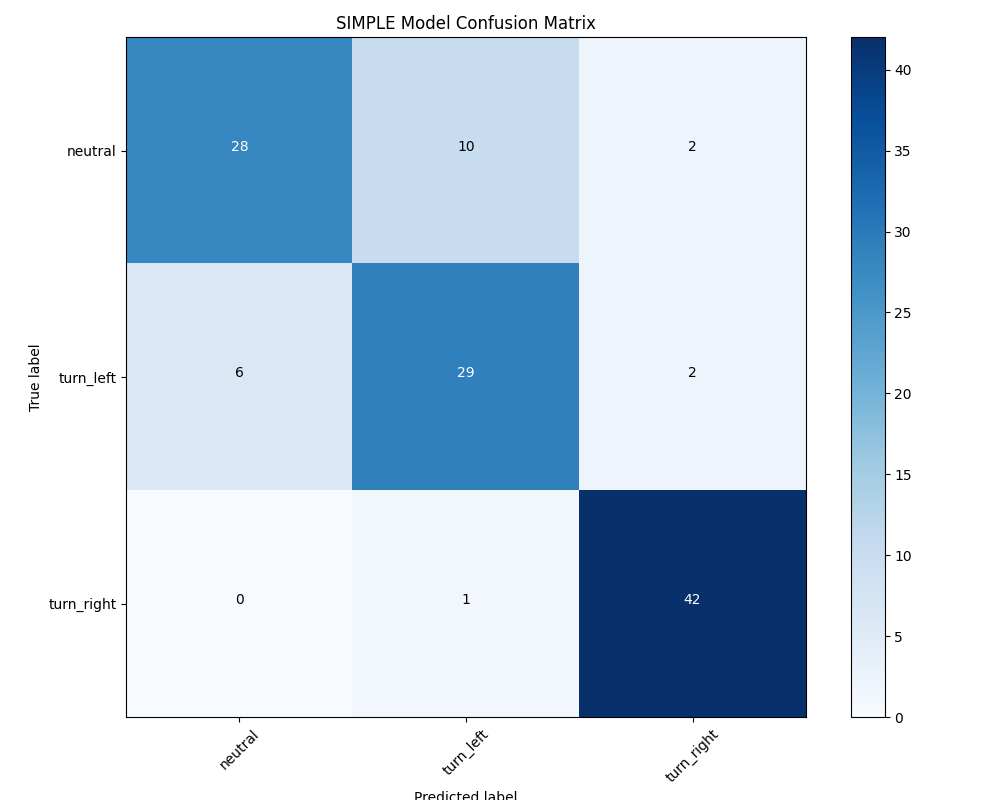 SIMPLE Model Confusion Matrix
neutral
28
10
2
turn_left
6
29
2
turn_right
0
1
42
neutral
turn_left
turn_right
True label
Predicted label
40
35
30
25
20
15
10
5
0